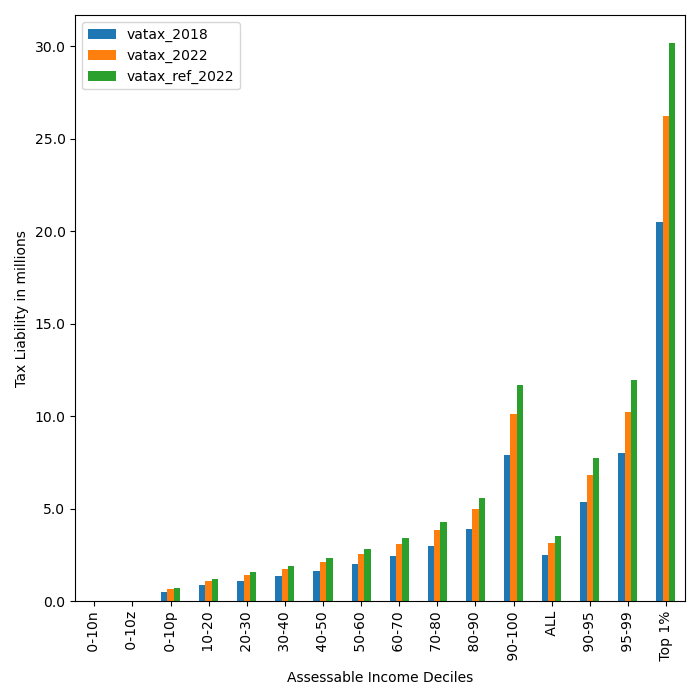 vatax_2018
vatax_2022
vatax_ref_2022
30.0
25.0
20.0
15.0
10.0
5.0
0.0
Tax Liability in millions
0-10n
0-10z
0-10p
10-20
20-30
30-40
40-50
50-60
60-70
70-80
80-90
90-100
ALL
90-95
95-99
Top 1%
Assessable Income Deciles